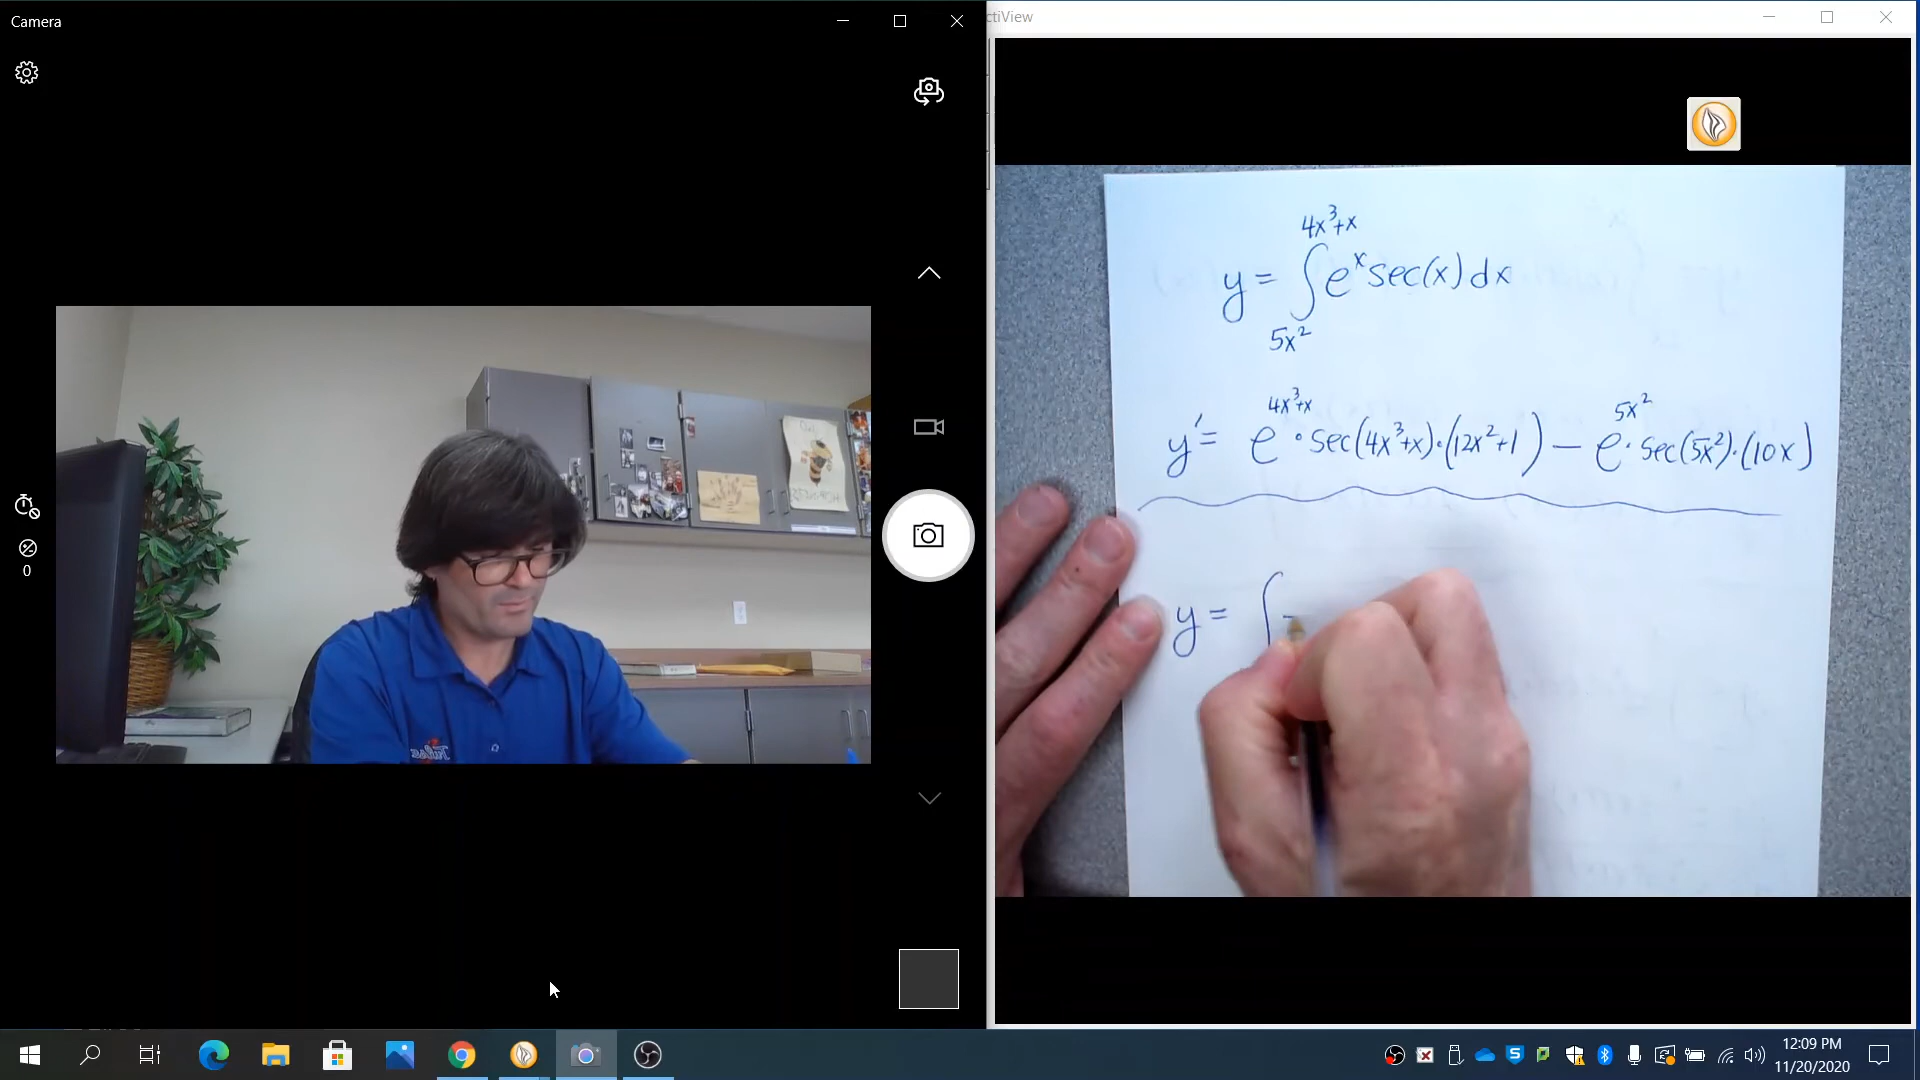 Camera
ctiView
0
4x³+x
y = ∫ eˣ sec(x) dx
5x²
4x³+x 5x²
y' = e · sec(4x³+x)·(12x²+1) − e · sec(5x²)·(10x)
y = ∫
12:09 PM
11/20/2020